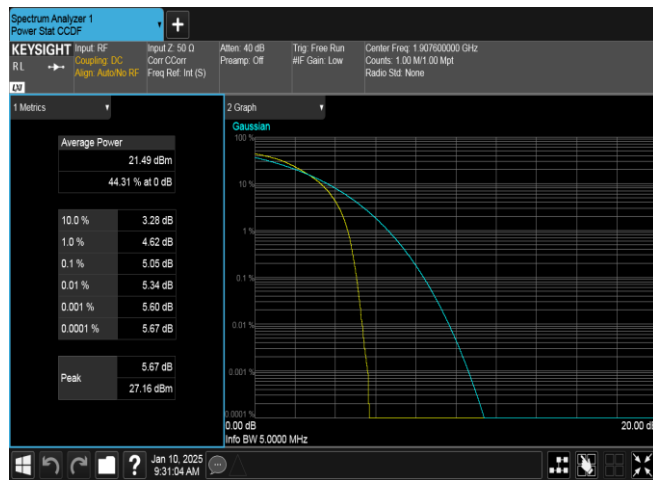 Spectrum Analyzer 1
Power Stat CCDF
+
KEYSIGHT
RL
LXI
Input: RF
Coupling: DC
Align: Auto/No RF
Input Z: 50 Ω
Corr CCorr
Freq Ref: Int (S)
Atten: 40 dB
Preamp: Off
Trig: Free Run
#IF Gain: Low
Center Freq: 1.907600000 GHz
Counts: 1.00 M/1.00 Mpt
Radio Std: None
1 Metrics
Average Power
21.49 dBm
44.31 % at 0 dB
10.0 % 3.28 dB
1.0 % 4.62 dB
0.1 % 5.05 dB
0.01 % 5.34 dB
0.001 % 5.60 dB
0.0001 % 5.67 dB
Peak
5.67 dB
27.16 dBm
2 Graph
Gaussian
100 %
10 %
1 %
0.1 %
0.01 %
0.001 %
0.0001 %
0.00 dB
20.00 dB
Info BW 5.0000 MHz
?
Jan 10, 2025
9:31:04 AM